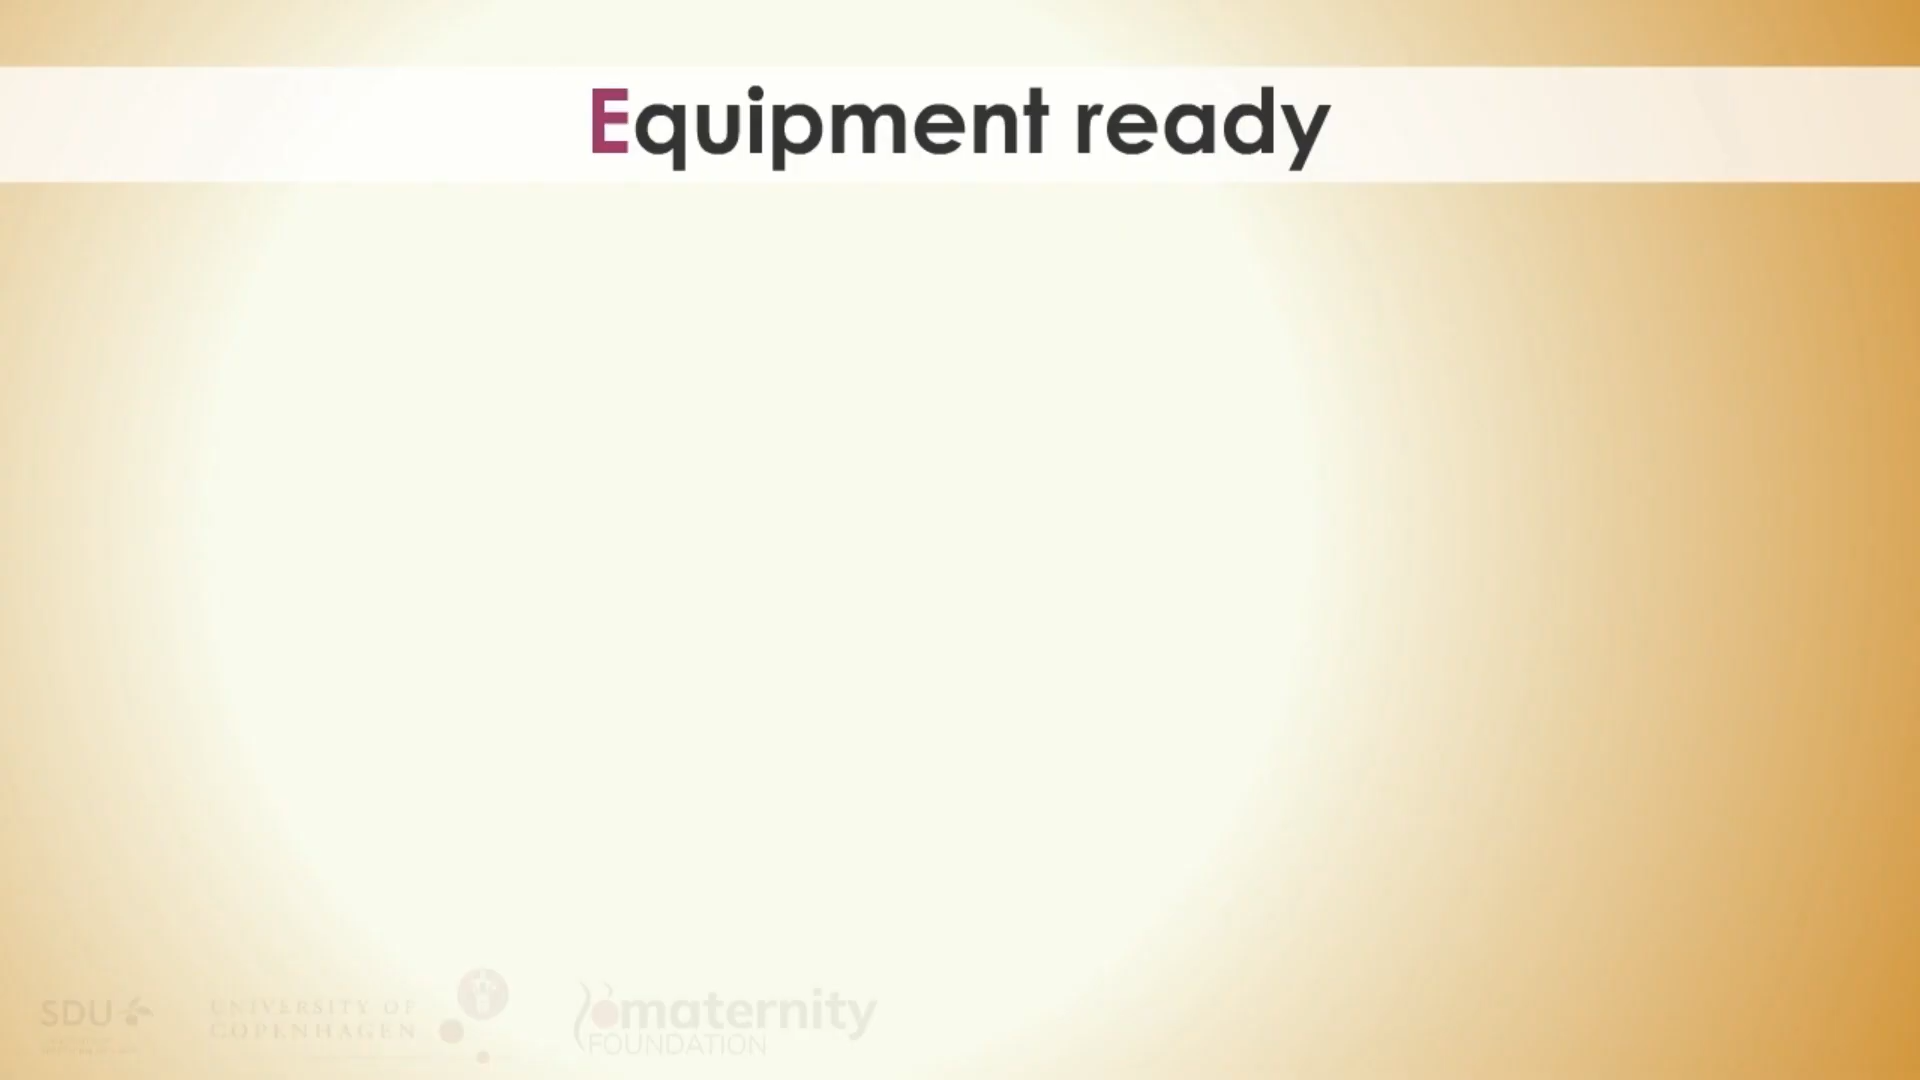 Equipment ready
SDU
UNIVERSITY OF
COPENHAGEN
maternity
FOUNDATION